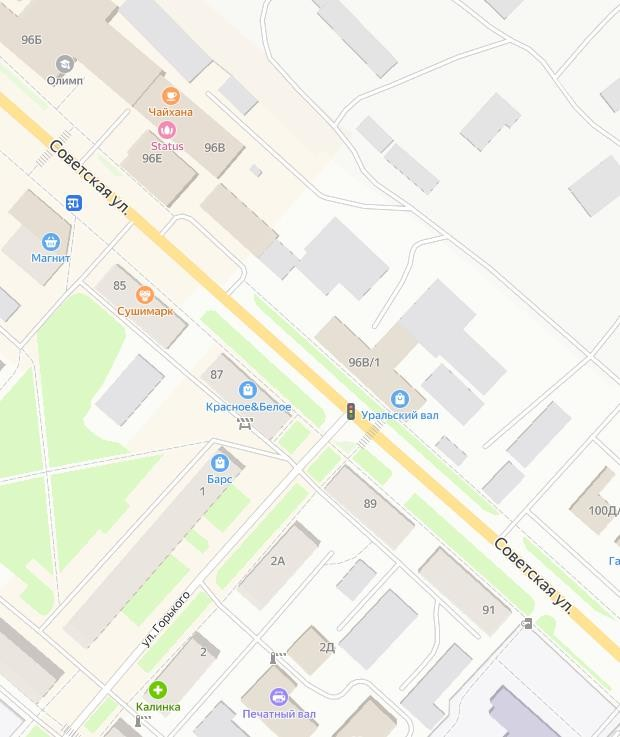 96Б
Олимп
Чайхана
Status
96В
96Е
Советская ул.
Магнит
85
Сушимарк
87
96В/1
Красное&Белое
Уральский вал
Барс
1
89
100Д/
2А
Советская ул.
Га
ул. Горького
91
2
2Д
Калинка
Печатный вал